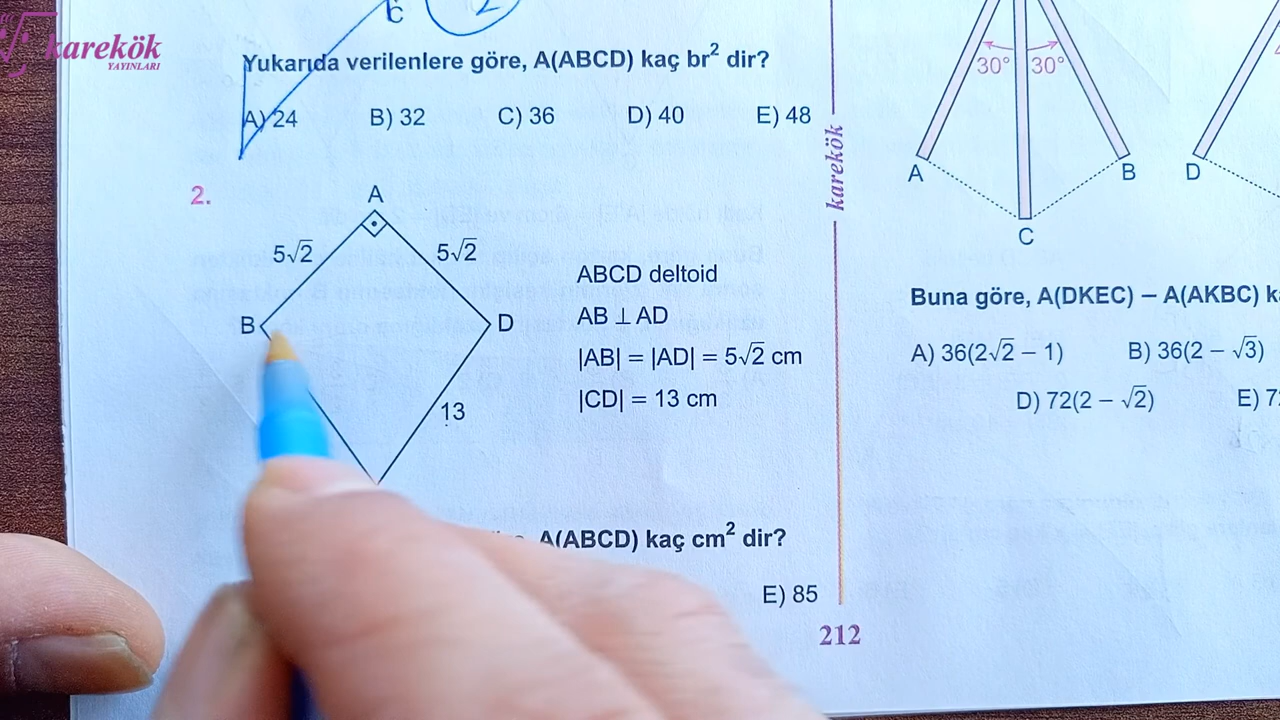 karekök
YAYINLARI
C
2
Yukarıda verilenlere göre, A(ABCD) kaç br² dir?
A) 24 B) 32 C) 36 D) 40 E) 48
2.
A
5√2 5√2
B D
13
ABCD deltoid
AB ⊥ AD
|AB| = |AD| = 5√2 cm
|CD| = 13 cm
A(ABCD) kaç cm² dir?
E) 85
karekök
212
30° 30°
A B D
C
Buna göre, A(DKEC) – A(AKBC)
A) 36(2√2 – 1) B) 36(2 – √3)
D) 72(2 – √2)